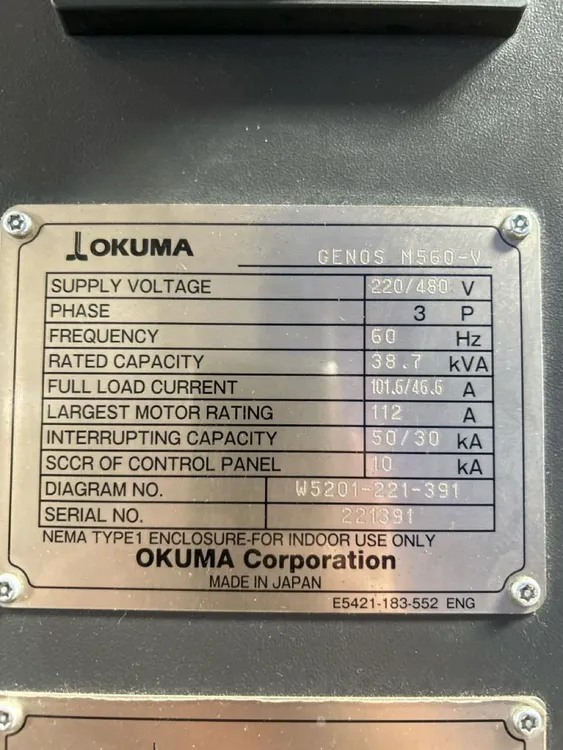 OKUMA GENOS M560-V
SUPPLY VOLTAGE 220/480 V
PHASE 3 P
FREQUENCY 60 Hz
RATED CAPACITY 38.7 kVA
FULL LOAD CURRENT 101.6/46.6 A
LARGEST MOTOR RATING 112 A
INTERRUPTING CAPACITY 50/30 kA
SCCR OF CONTROL PANEL 10 kA
DIAGRAM NO. W5201-221-391
SERIAL NO. 221391
NEMA TYPE1 ENCLOSURE-FOR INDOOR USE ONLY
OKUMA Corporation
MADE IN JAPAN
E5421-183-552 ENG